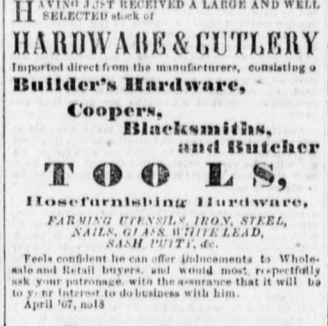 HAVING JUST RECEIVED A LARGE AND WELL
SELECTED stock of
HARDWARE & CUTLERY
Imported direct from the manufacturers, consisting o
Builder's Hardware,
Coopers,
Blacksmiths,
and Butcher
TOOLS,
Housefurnishing Hardware,
FARMING UTENSILS, IRON, STEEL,
NAILS, GLASS, WHITE LEAD,
SASH, PUTTY, &c.
Feels confident he can offer inducements to Whole-
sale and Retail buyers, and would most respectfully
ask your patronage, with the assurance that it will be
to your interest to do business with him.
April '67, no18